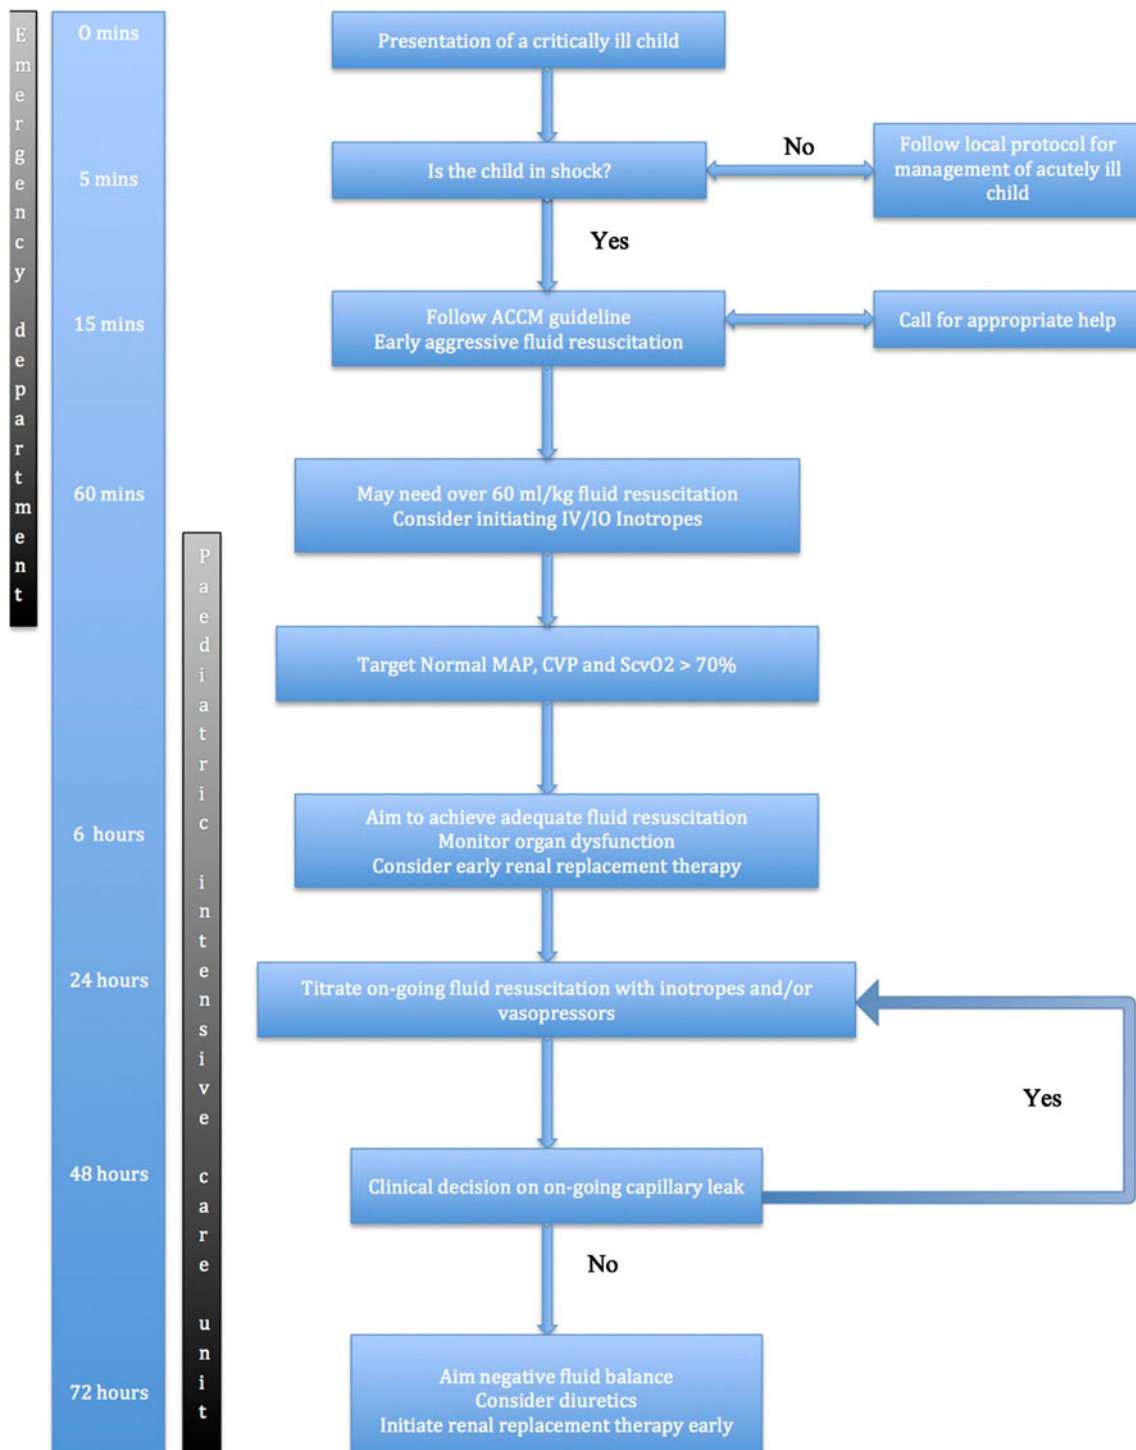 Emergency department
0 mins
5 mins
15 mins
60 mins
6 hours
24 hours
48 hours
72 hours
Paediatric intensive care unit
Presentation of a critically ill child
Is the child in shock?
No
Follow local protocol for
management of acutely ill
child
Yes
Follow ACCM guideline
Early aggressive fluid resuscitation
Call for appropriate help
May need over 60 ml/kg fluid resuscitation
Consider initiating IV/IO Inotropes
Target Normal MAP, CVP and ScvO2 > 70%
Aim to achieve adequate fluid resuscitation
Monitor organ dysfunction
Consider early renal replacement therapy
Titrate on-going fluid resuscitation with inotropes and/or
vasopressors
Yes
Clinical decision on on-going capillary leak
No
Aim negative fluid balance
Consider diuretics
Initiate renal replacement therapy early